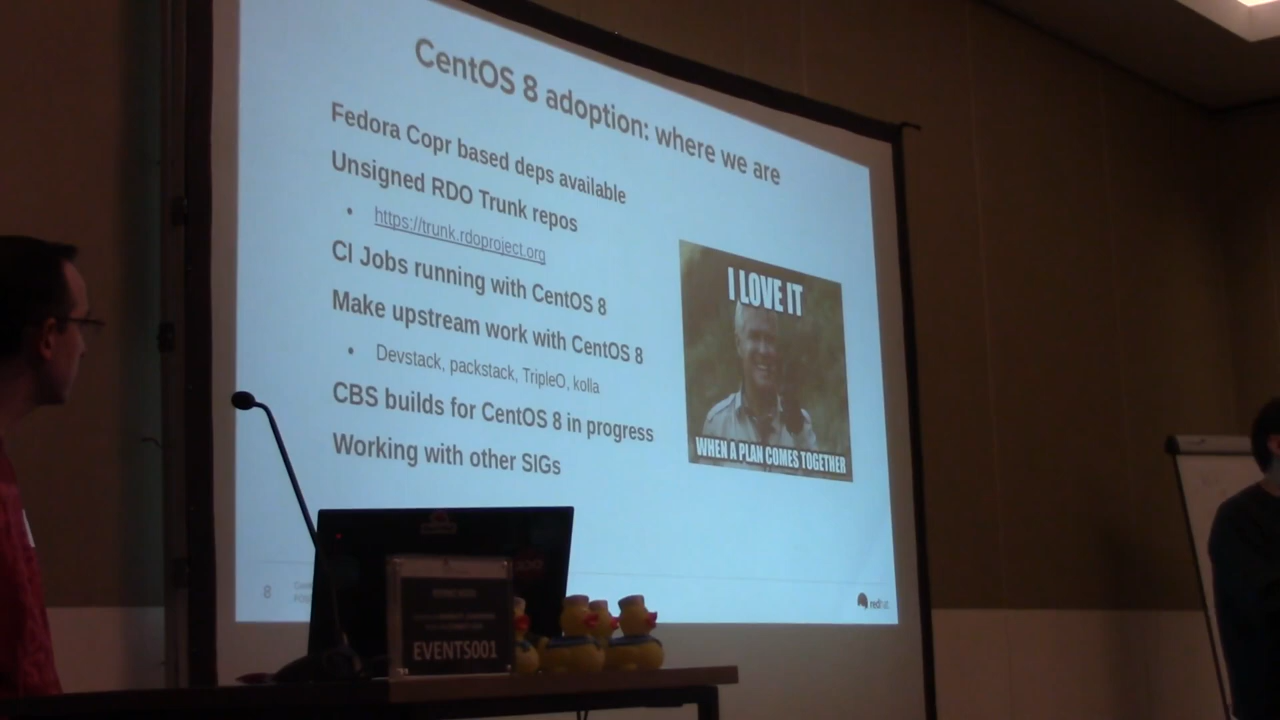 CentOS 8 adoption: where we are
Fedora Copr based deps available
Unsigned RDO Trunk repos
• https://trunk.rdoproject.org
CI Jobs running with CentOS 8
Make upstream work with CentOS 8
• Devstack, packstack, TripleO, kolla
CBS builds for CentOS 8 in progress
Working with other SIGs
I LOVE IT
WHEN A PLAN COMES TOGETHER
8
redhat
EVENTS001